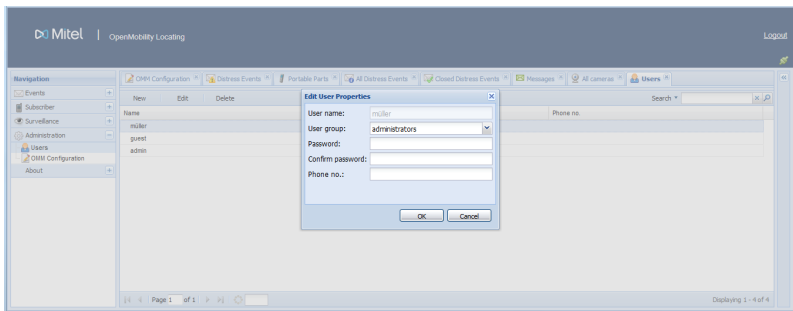 Mitel | OpenMobility Locating
Logout
Navigation
OMM Configuration Distress Events Portable Parts All Distress Events Closed Distress Events Messages All cameras Users
Events
Subscriber
Surveillance
Administration
Users
OMM Configuration
About
New Edit Delete
Search
Name
Phone no.
müller
guest
admin
Edit User Properties
User name: müller
User group: administrators
Password:
Confirm password:
Phone no.:
OK Cancel
Page 1 of 1
Displaying 1 - 4 of 4